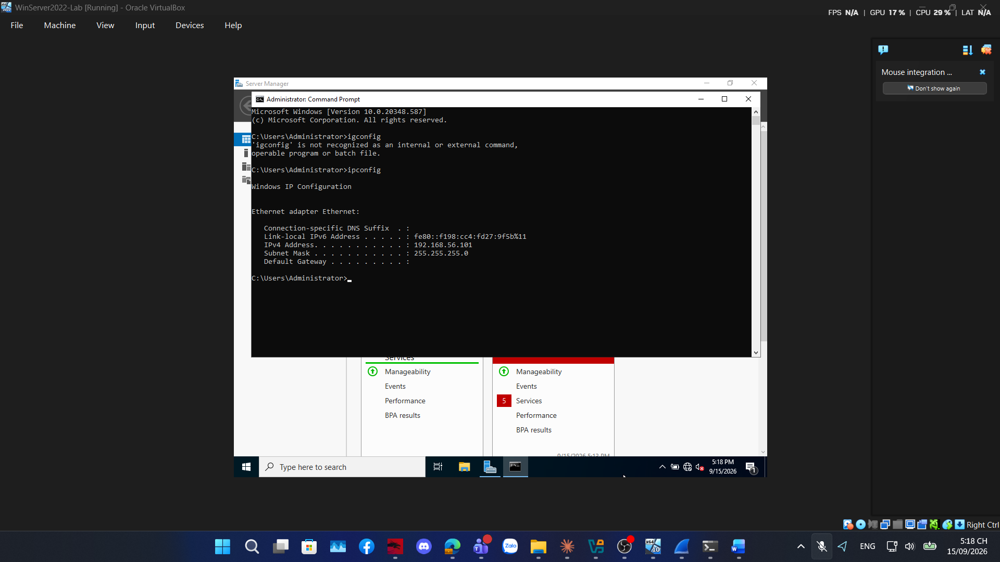 WinServer2022-Lab [Running] - Oracle VirtualBox
FPS N/A | GPU 17 % | CPU 29 % | LAT N/A
File Machine View Input Devices Help
Mouse integration ...
Don't show again
Server Manager
Administrator: Command Prompt
Microsoft Windows [Version 10.0.20348.587]
(c) Microsoft Corporation. All rights reserved.
C:\Users\Administrator>igconfig
'igconfig' is not recognized as an internal or external command,
operable program or batch file.
C:\Users\Administrator>ipconfig
Windows IP Configuration
Ethernet adapter Ethernet:
Connection-specific DNS Suffix . :
Link-local IPv6 Address . . . . . : fe80::f198:cc4:fd27:9f5b%11
IPv4 Address. . . . . . . . . . . : 192.168.56.101
Subnet Mask . . . . . . . . . . . : 255.255.255.0
Default Gateway . . . . . . . . . :
C:\Users\Administrator>
Services
Manageability
Events
Performance
BPA results
Manageability
Events
5 Services
Performance
BPA results
9/15/2026 5:13 PM
Type here to search
5:18 PM
9/15/2026
1
Right Ctrl
Zalo
ENG
5:18 CH
15/09/2026